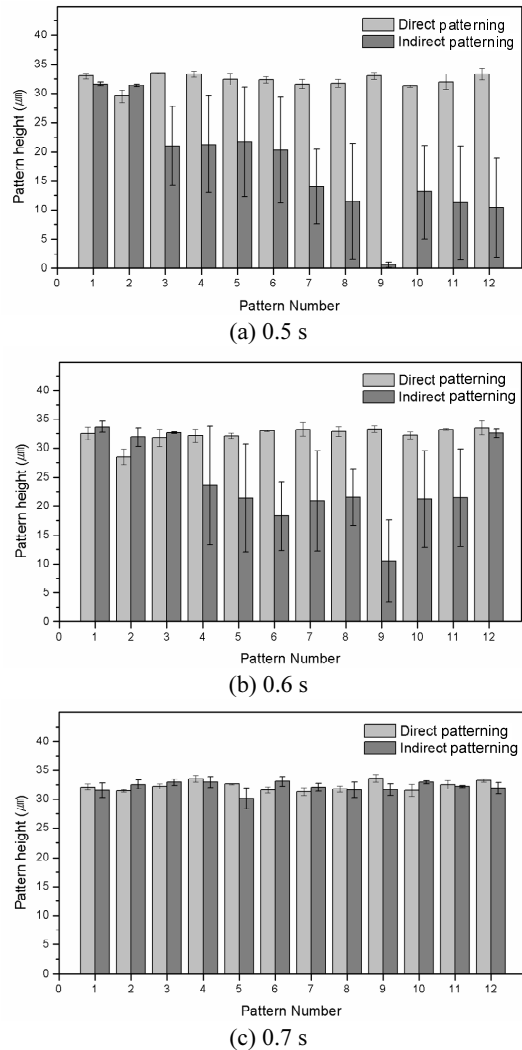 45
40
35
30
25
20
15
10
5
0
Pattern height (㎛)
Direct patterning
Indirect patterning
0 1 2 3 4 5 6 7 8 9 10 11 12
Pattern Number
(a) 0.5 s
45
40
35
30
25
20
15
10
5
0
Pattern height (㎛)
Direct patterning
Indirect patterning
0 1 2 3 4 5 6 7 8 9 10 11 12
Pattern Number
(b) 0.6 s
45
40
35
30
25
20
15
10
5
0
Pattern height (㎛)
Direct patterning
Indirect patterning
0 1 2 3 4 5 6 7 8 9 10 11 12
Pattern Number
(c) 0.7 s